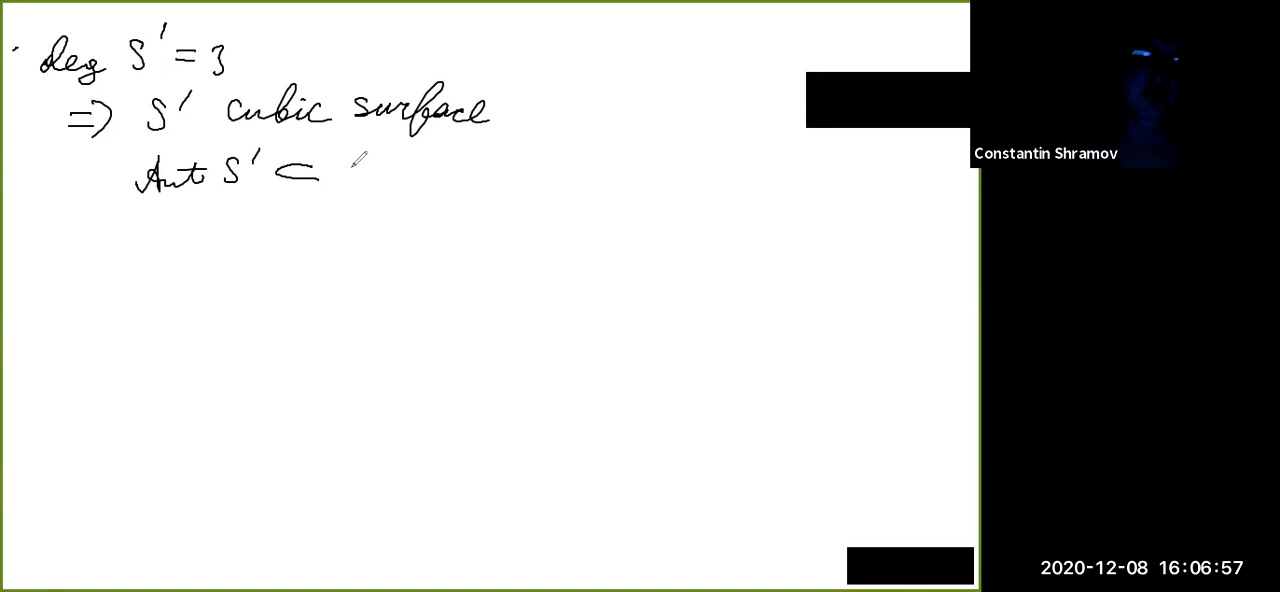 deg S' = 3
=> S' cubic surface
Aut S' ⊂
Constantin Shramov
2020-12-08 16:06:57